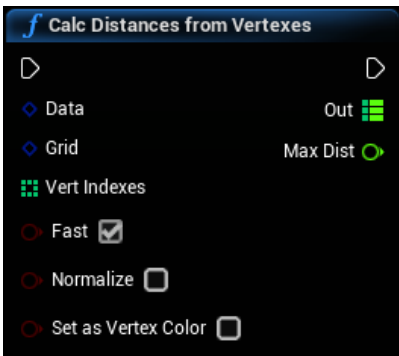 f Calc Distances from Vertexes
Data Out
Grid Max Dist
Vert Indexes
Fast
Normalize
Set as Vertex Color